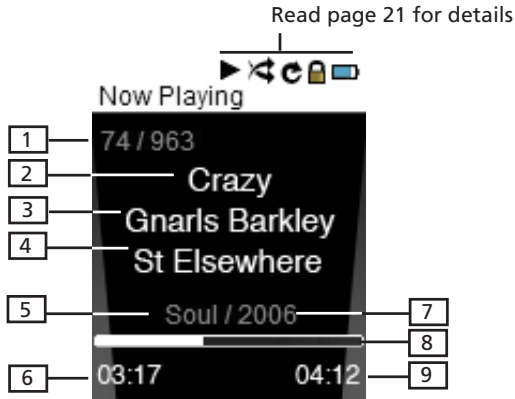 Read page 21 for details
Now Playing
1
74 / 963
2
Crazy
3
Gnarls Barkley
4
St Elsewhere
5
Soul / 2006
7
8
6
03:17
04:12
9